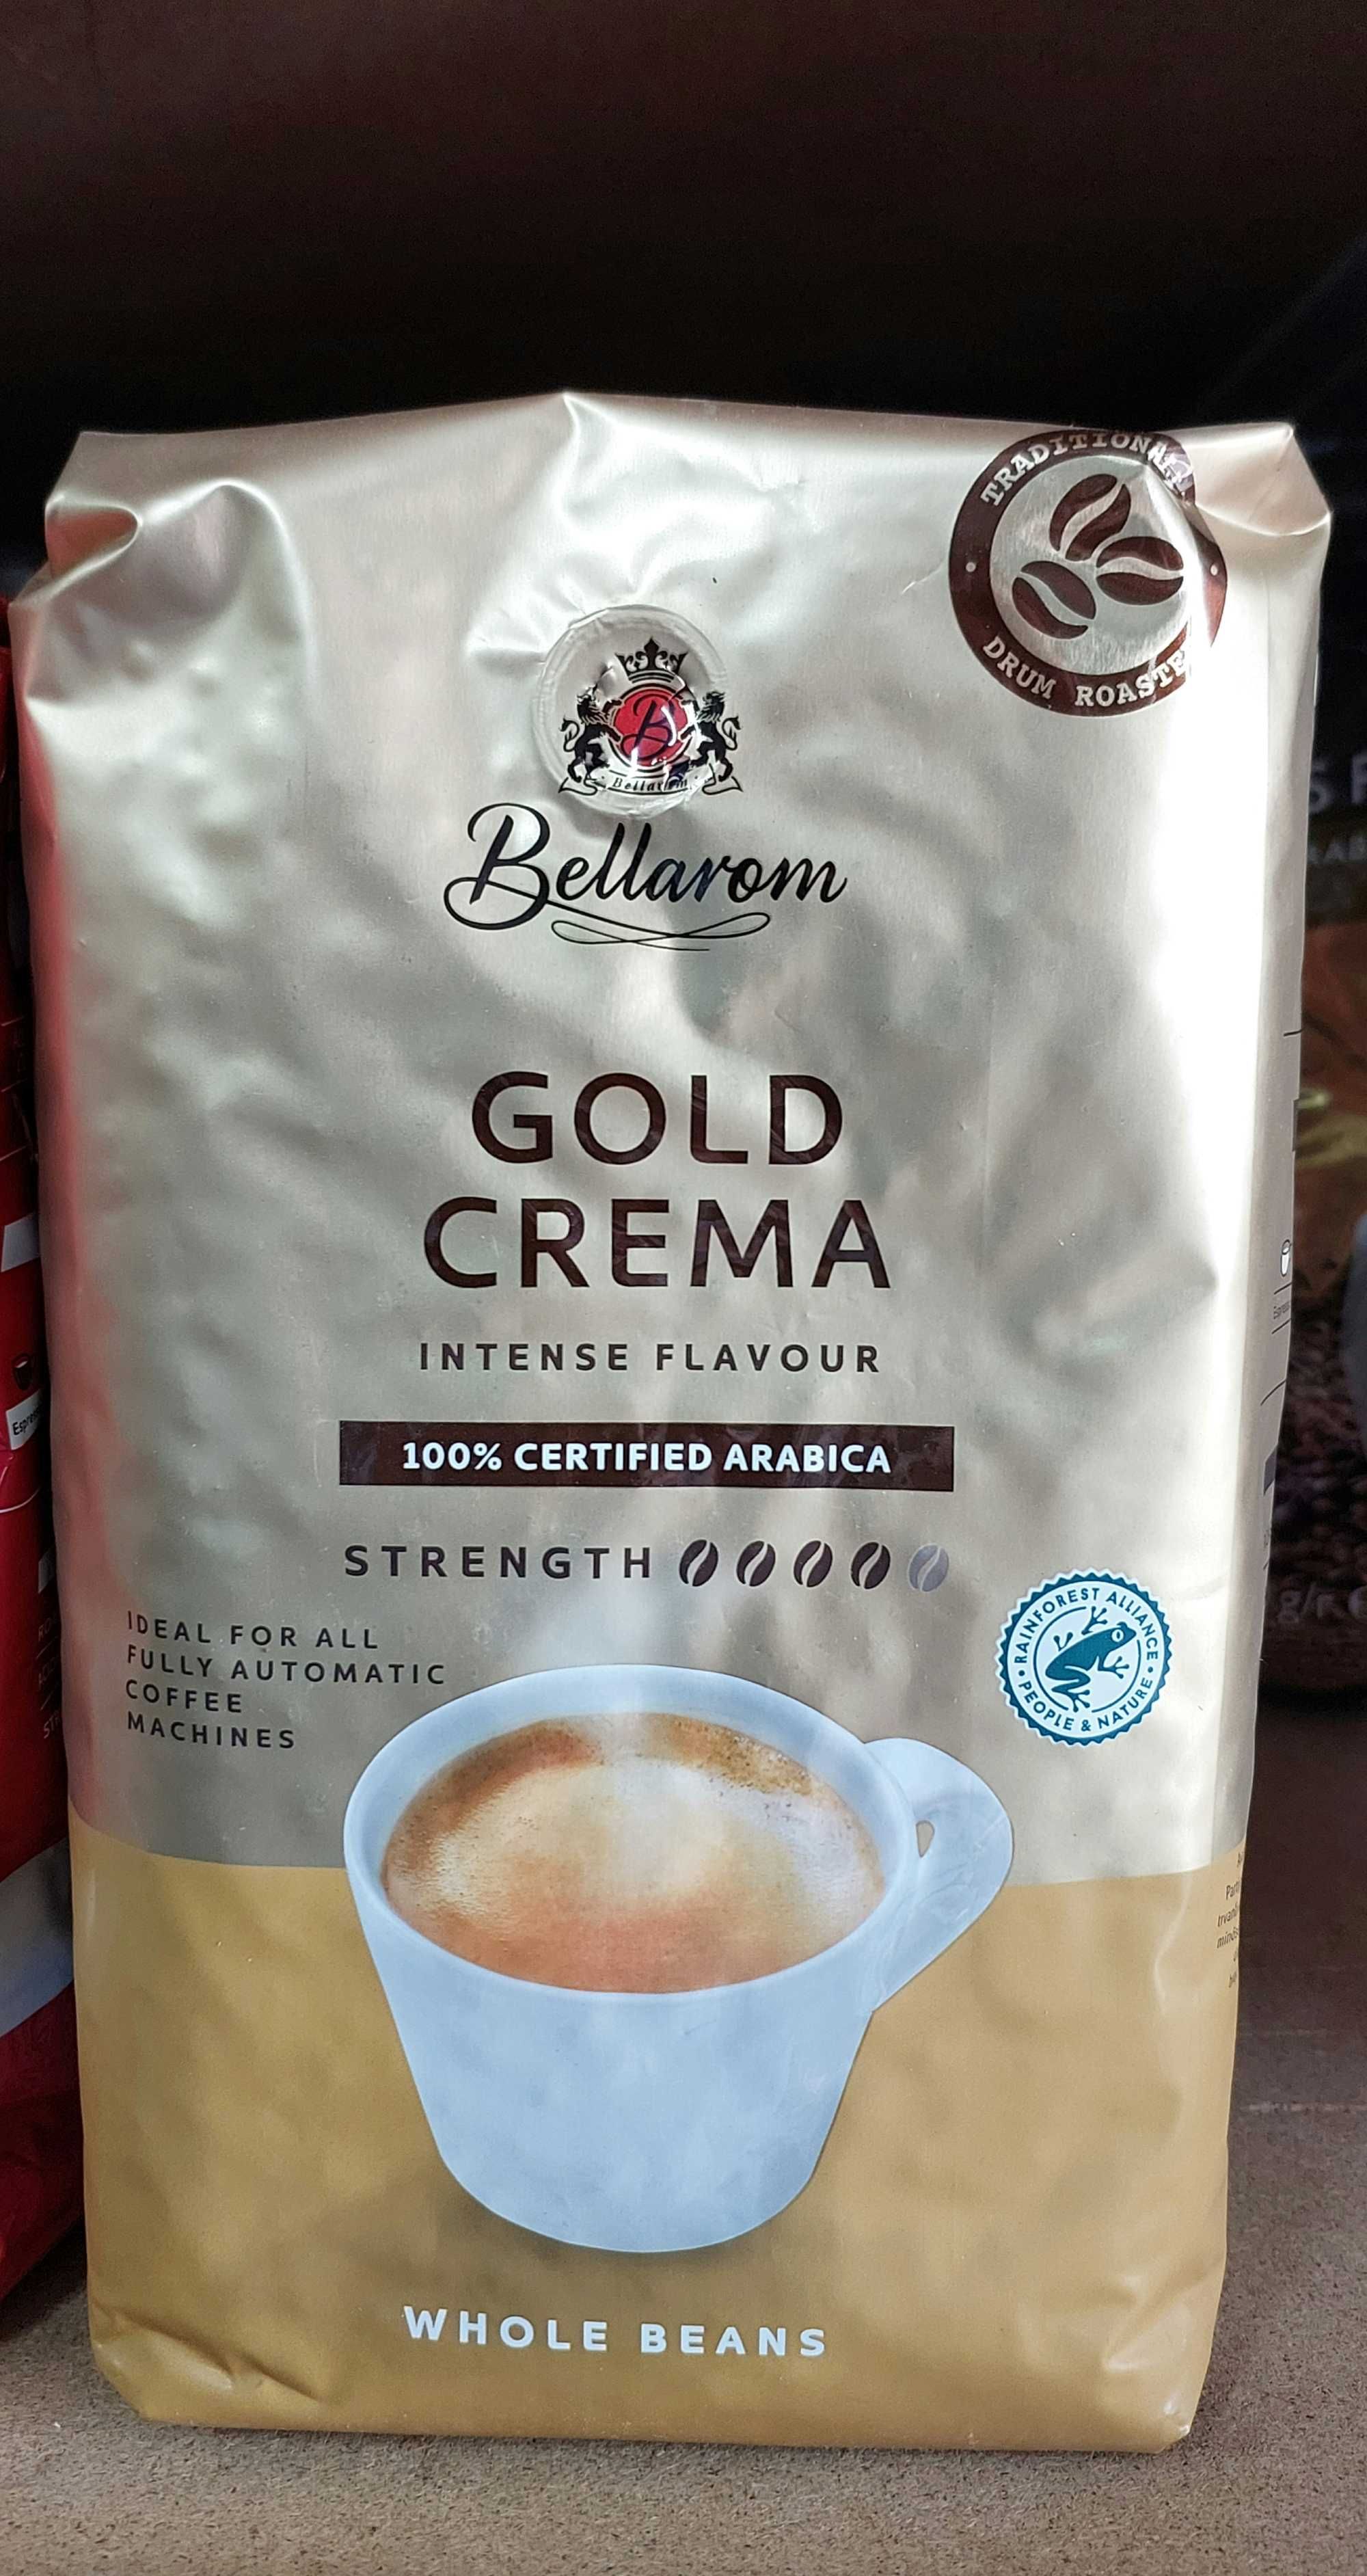 TRADITIONAL
DRUM ROASTED
Bellarom
Bellarom
GOLD
CREMA
INTENSE FLAVOUR
100% CERTIFIED ARABICA
STRENGTH
IDEAL FOR ALL
FULLY AUTOMATIC
COFFEE
MACHINES
RAINFOREST ALLIANCE
PEOPLE & NATURE
WHOLE BEANS